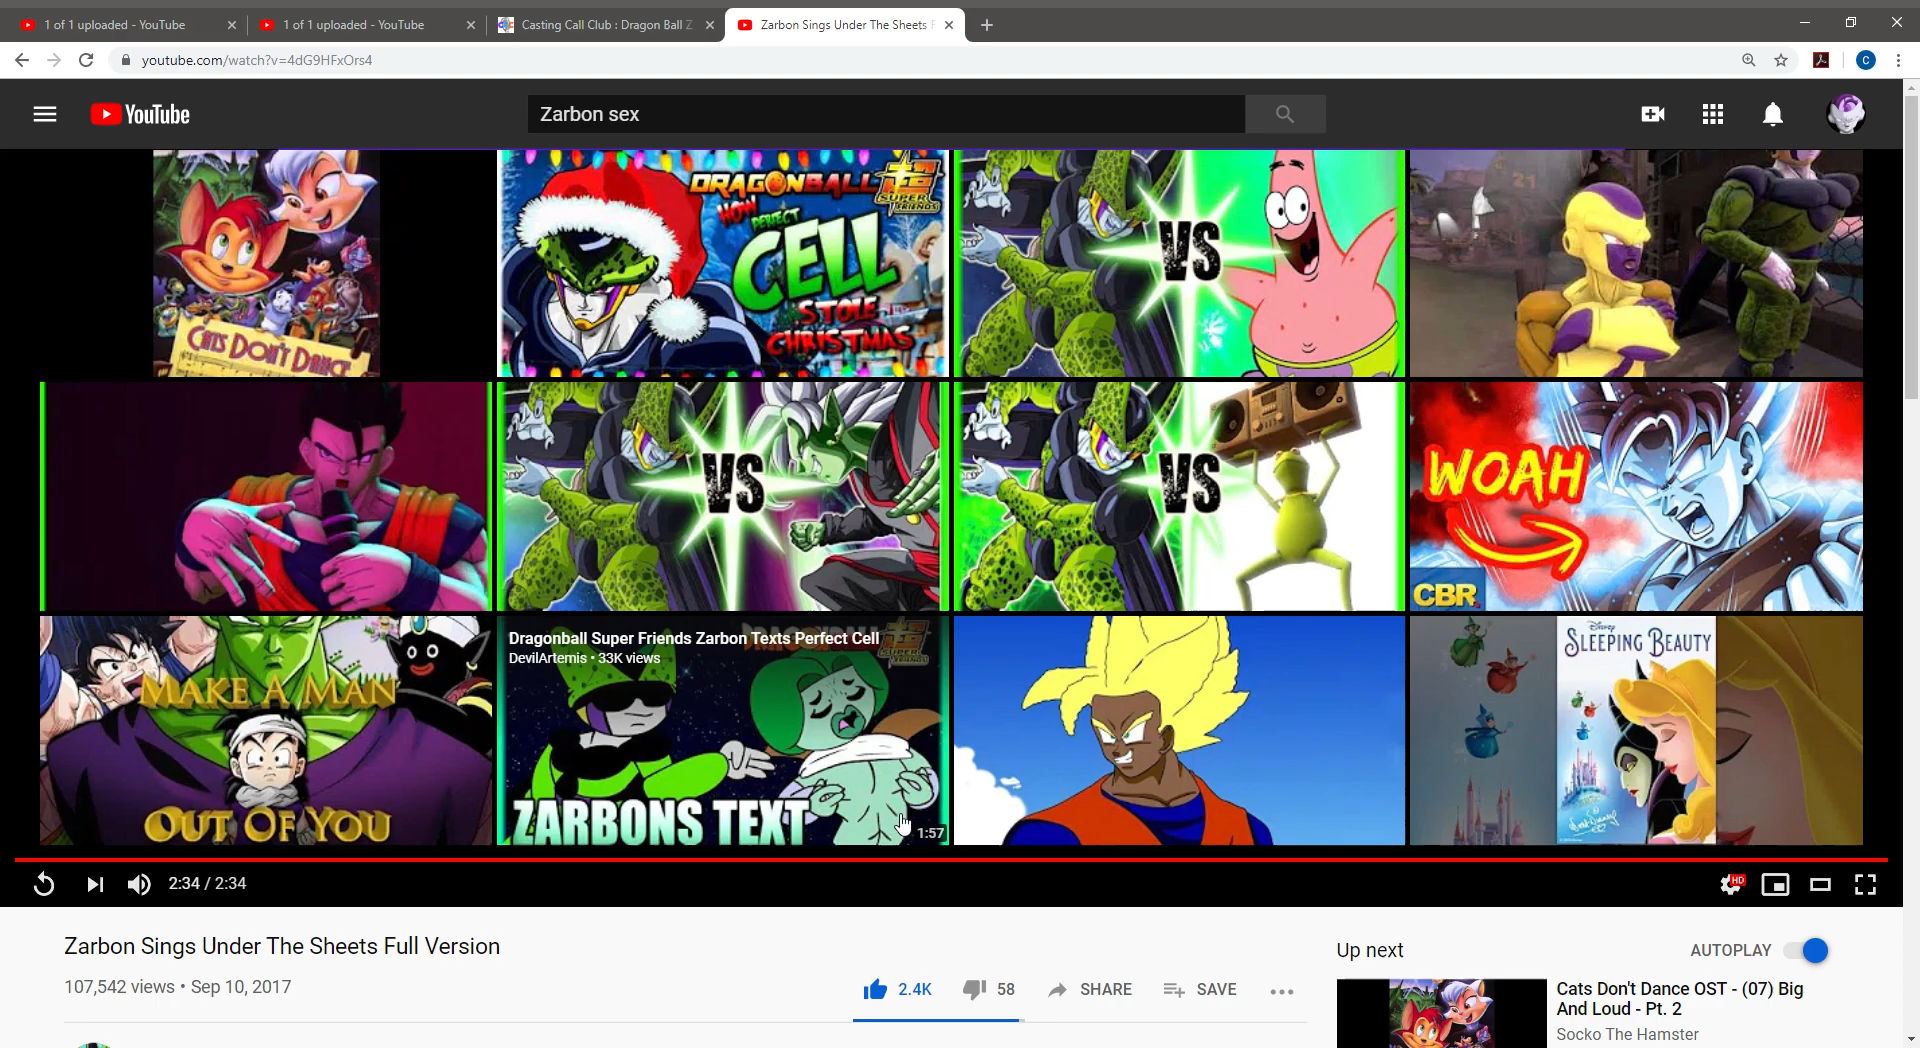 1 of 1 uploaded - YouTube
1 of 1 uploaded - YouTube
Casting Call Club : Dragon Ball Z
Zarbon Sings Under The Sheets F
youtube.com/watch?v=4dG9HFxOrs4
C
YouTube
Zarbon sex
CATS DON'T DANCE
DRAGONBALL
SUPER
FRIENDS
HOW
PERFECT
CELL
STOLE
CHRISTMAS
VS
21
VS
VS
WOAH
CBR
MAKE A MAN
OUT OF YOU
Dragonball Super Friends Zarbon Texts Perfect Cell
DevilArtemis • 33K views
ZARBONS TEXT
1:57
Disney
SLEEPING BEAUTY
Walt Disney
2:34 / 2:34
HD
Zarbon Sings Under The Sheets Full Version
107,542 views • Sep 10, 2017
2.4K
58
SHARE
SAVE
Up next
AUTOPLAY
Cats Don't Dance OST - (07) Big
And Loud - Pt. 2
Socko The Hamster